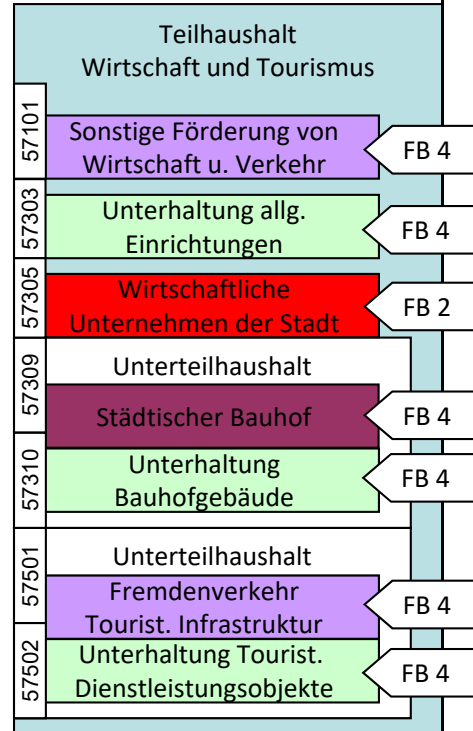 Teilhaushalt
Wirtschaft und Tourismus
57101
Sonstige Förderung von
Wirtschaft u. Verkehr
FB 4
57303
Unterhaltung allg.
Einrichtungen
FB 4
57305
Wirtschaftliche
Unternehmen der Stadt
FB 2
57309
Unterteilhaushalt
Städtischer Bauhof
FB 4
57310
Unterhaltung
Bauhofgebäude
FB 4
57501
Unterteilhaushalt
Fremdenverkehr
Tourist. Infrastruktur
FB 4
57502
Unterhaltung Tourist.
Dienstleistungsobjekte
FB 4